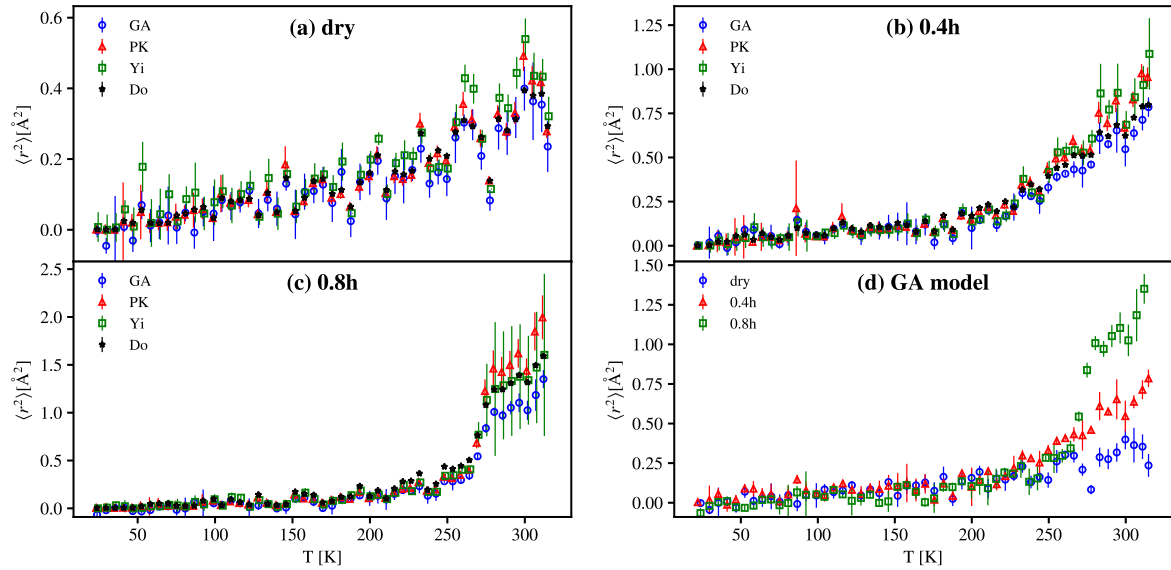 (a) dry
GA
PK
Yi
Do
⟨r²⟩[Å²]
0.6
0.4
0.2
0.0
(b) 0.4h
GA
PK
Yi
Do
⟨r²⟩[Å²]
1.25
1.00
0.75
0.50
0.25
0.00
(c) 0.8h
GA
PK
Yi
Do
⟨r²⟩[Å²]
2.5
2.0
1.5
1.0
0.5
0.0
50 100 150 200 250 300
T [K]
(d) GA model
dry
0.4h
0.8h
⟨r²⟩[Å²]
1.50
1.25
1.00
0.75
0.50
0.25
0.00
50 100 150 200 250 300
T [K]